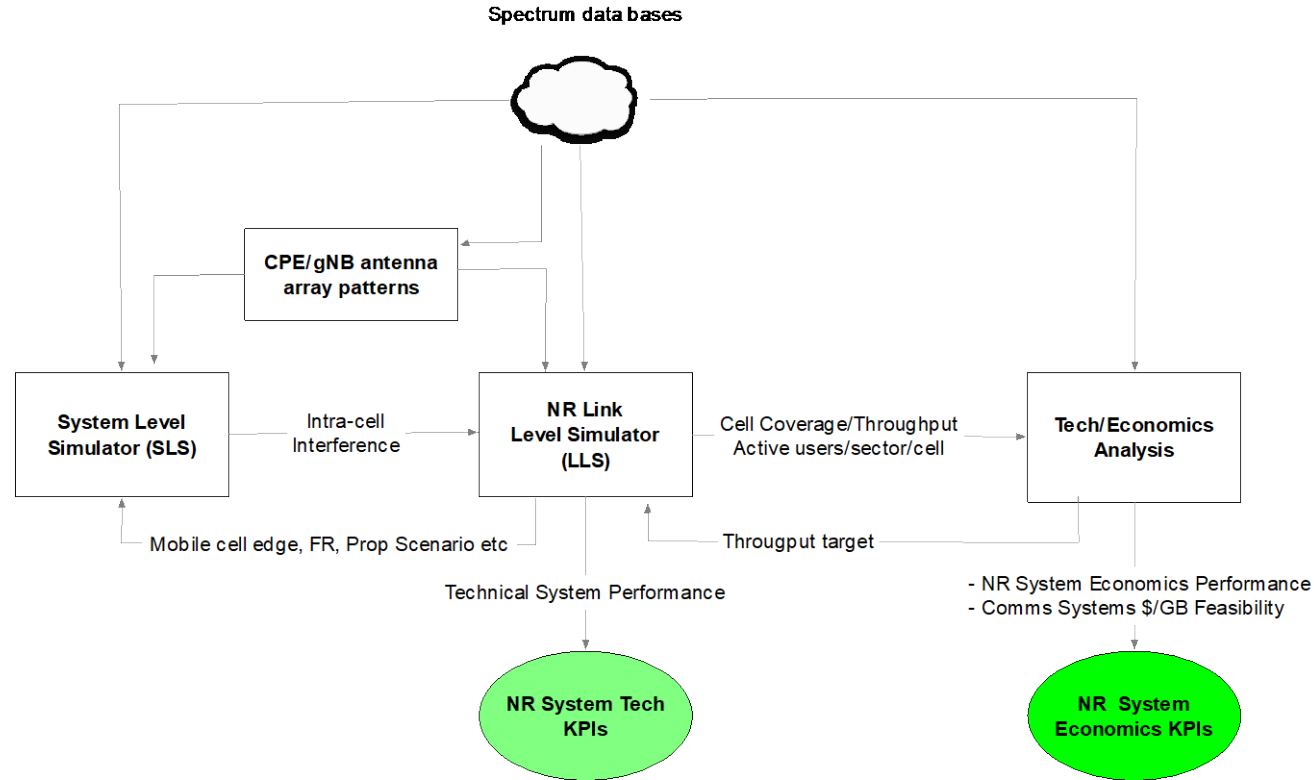 Spectrum data bases
CPE/gNB antenna
array patterns
System Level
Simulator (SLS)
Intra-cell
Interference
NR Link
Level Simulator
(LLS)
Cell Coverage/Throughput
Active users/sector/cell
Tech/Economics
Analysis
Mobile cell edge, FR, Prop Scenario etc
Througput target
Technical System Performance
- NR System Economics Performance
- Comms Systems $/GB Feasibility
NR System Tech
KPIs
NR System
Economics KPIs